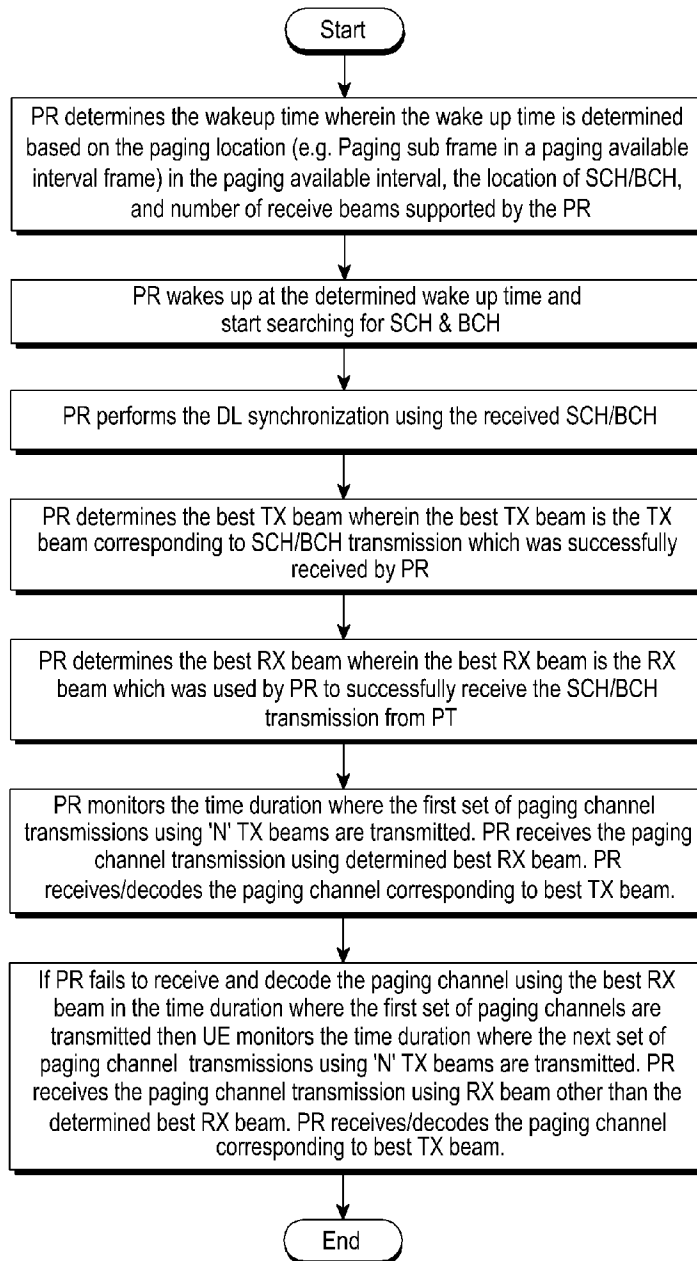 Start
PR determines the wakeup time wherein the wake up time is determined
based on the paging location (e.g. Paging sub frame in a paging available
interval frame) in the paging available interval, the location of SCH/BCH,
and number of receive beams supported by the PR
PR wakes up at the determined wake up time and
start searching for SCH & BCH
PR performs the DL synchronization using the received SCH/BCH
PR determines the best TX beam wherein the best TX beam is the TX
beam corresponding to SCH/BCH transmission which was successfully
received by PR
PR determines the best RX beam wherein the best RX beam is the RX
beam which was used by PR to successfully receive the SCH/BCH
transmission from PT
PR monitors the time duration where the first set of paging channel
transmissions using 'N' TX beams are transmitted. PR receives the paging
channel transmission using determined best RX beam. PR
receives/decodes the paging channel corresponding to best TX beam.
If PR fails to receive and decode the paging channel using the best RX
beam in the time duration where the first set of paging channels are
transmitted then UE monitors the time duration where the next set of
paging channel transmissions using 'N' TX beams are transmitted. PR
receives the paging channel transmission using RX beam other than the
determined best RX beam. PR receives/decodes the paging channel
corresponding to best TX beam.
End